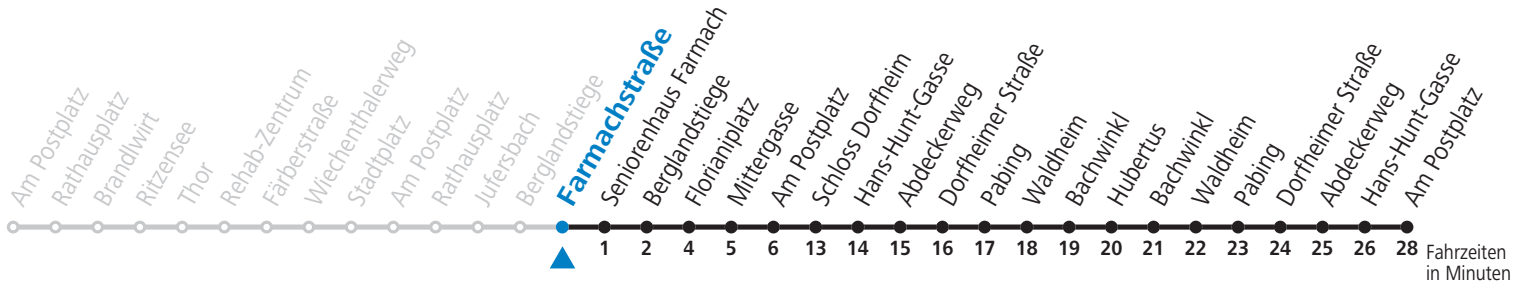 Am Postplatz
Rathausplatz
Brandlwirt
Ritzensee
Thor
Rehab-Zentrum
Färberstraße
Wiechenthalerweg
Stadtplatz
Am Postplatz
Rathausplatz
Jufersbach
Berglandstiege
Farmachstraße
Seniorenhaus Farmach
Berglandstiege
Florianiplatz
Mittergasse
Am Postplatz
Schloss Dorfheim
Hans-Hunt-Gasse
Abdeckerweg
Dorfheimer Straße
Pabing
Waldheim
Bachwinkl
Hubertus
Bachwinkl
Waldheim
Pabing
Dorfheimer Straße
Abdeckerweg
Hans-Hunt-Gasse
Am Postplatz
1 2 4 5 6 13 14 15 16 17 18 19 20 21 22 23 24 25 26 28
Fahrzeiten
in Minuten